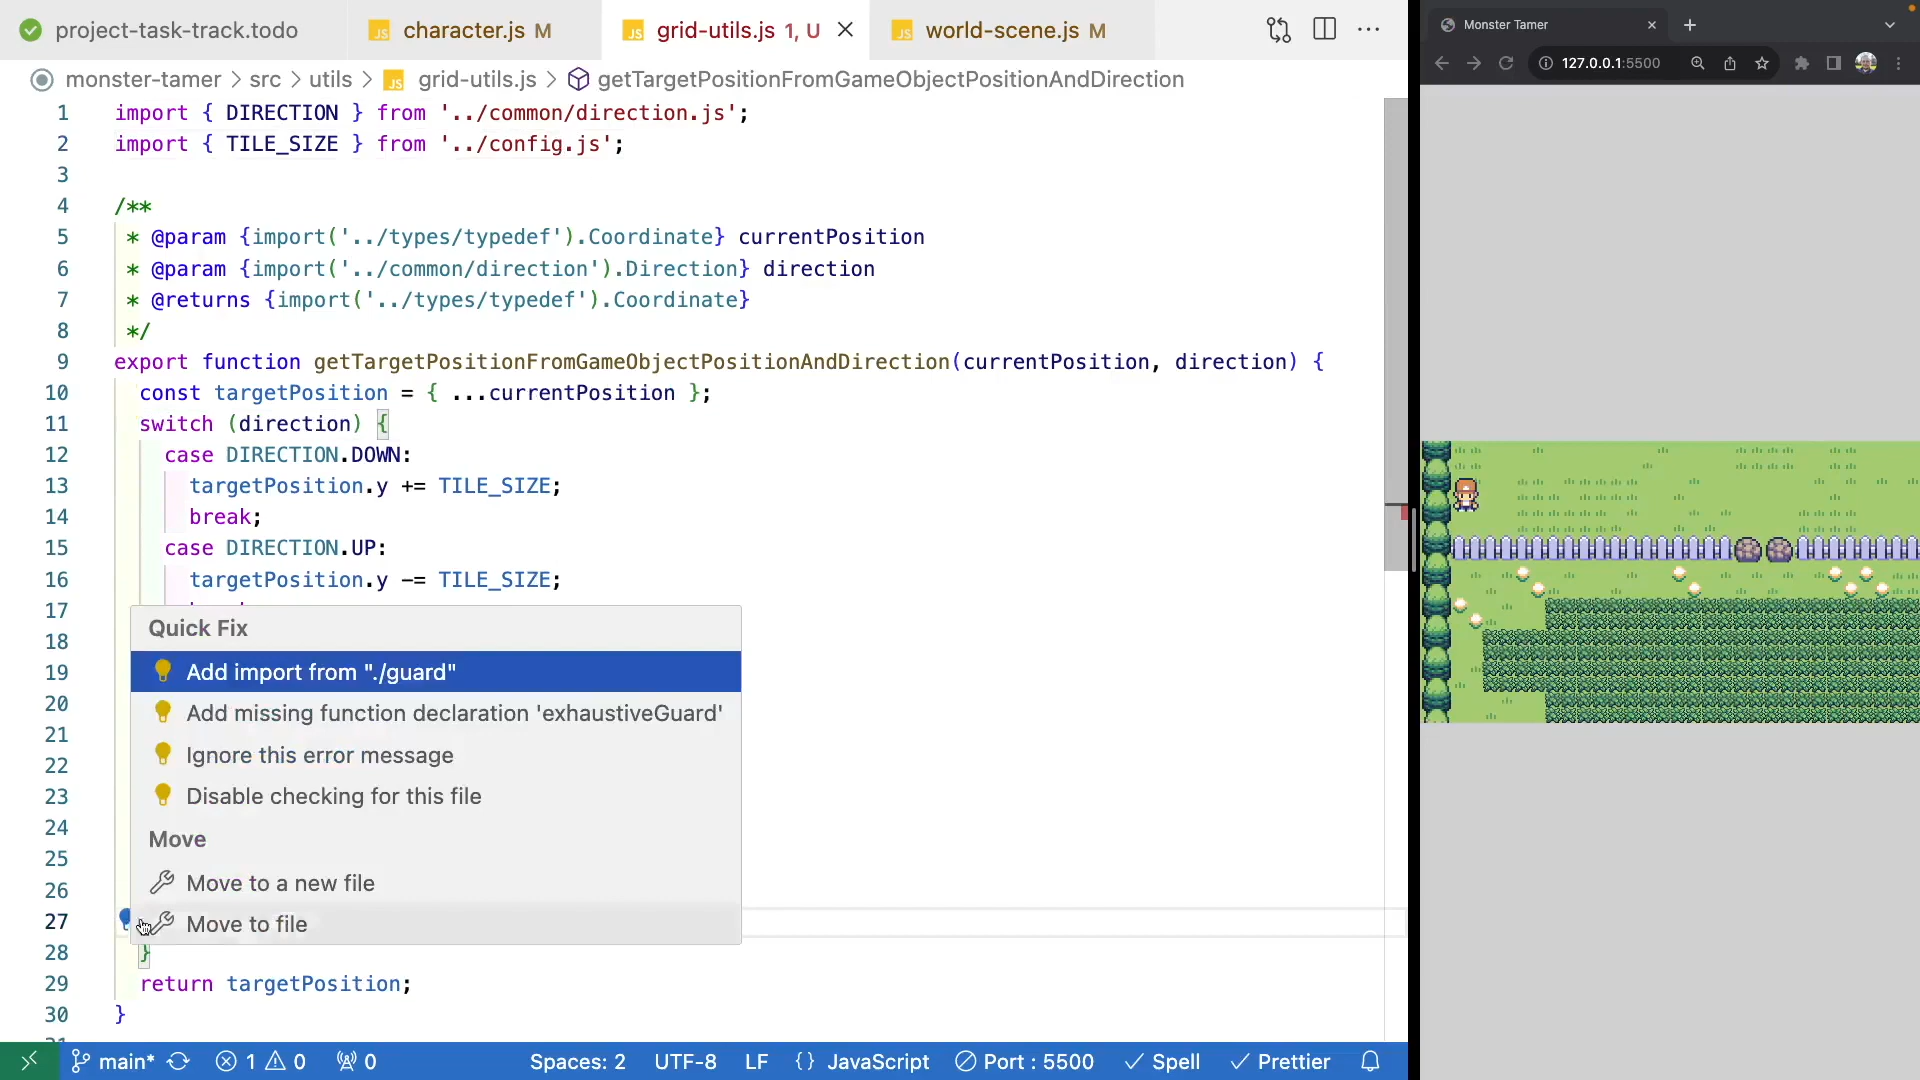 project-task-track.todo
JS character.js M
JS grid-utils.js 1, U
JS world-scene.js M
monster-tamer > src > utils > JS grid-utils.js > getTargetPositionFromGameObjectPositionAndDirection
1 import { DIRECTION } from '../common/direction.js';
2 import { TILE_SIZE } from '../config.js';
3
4 /**
5 * @param {import('../types/typedef').Coordinate} currentPosition
6 * @param {import('../common/direction').Direction} direction
7 * @returns {import('../types/typedef').Coordinate}
8 */
9 export function getTargetPositionFromGameObjectPositionAndDirection(currentPosition, direction) {
10 const targetPosition = { ...currentPosition };
11 switch (direction) {
12 case DIRECTION.DOWN:
13 targetPosition.y += TILE_SIZE;
14 break;
15 case DIRECTION.UP:
16 targetPosition.y -= TILE_SIZE;
17
18
19
20
21
22
23
24
25
26
27
28 }
29 return targetPosition;
30 }
Quick Fix
Add import from "./guard"
Add missing function declaration 'exhaustiveGuard'
Ignore this error message
Disable checking for this file
Move
Move to a new file
Move to file
main* 1 0 0 Spaces: 2 UTF-8 LF {} JavaScript Port : 5500 Spell Prettier
Monster Tamer
127.0.0.1:5500